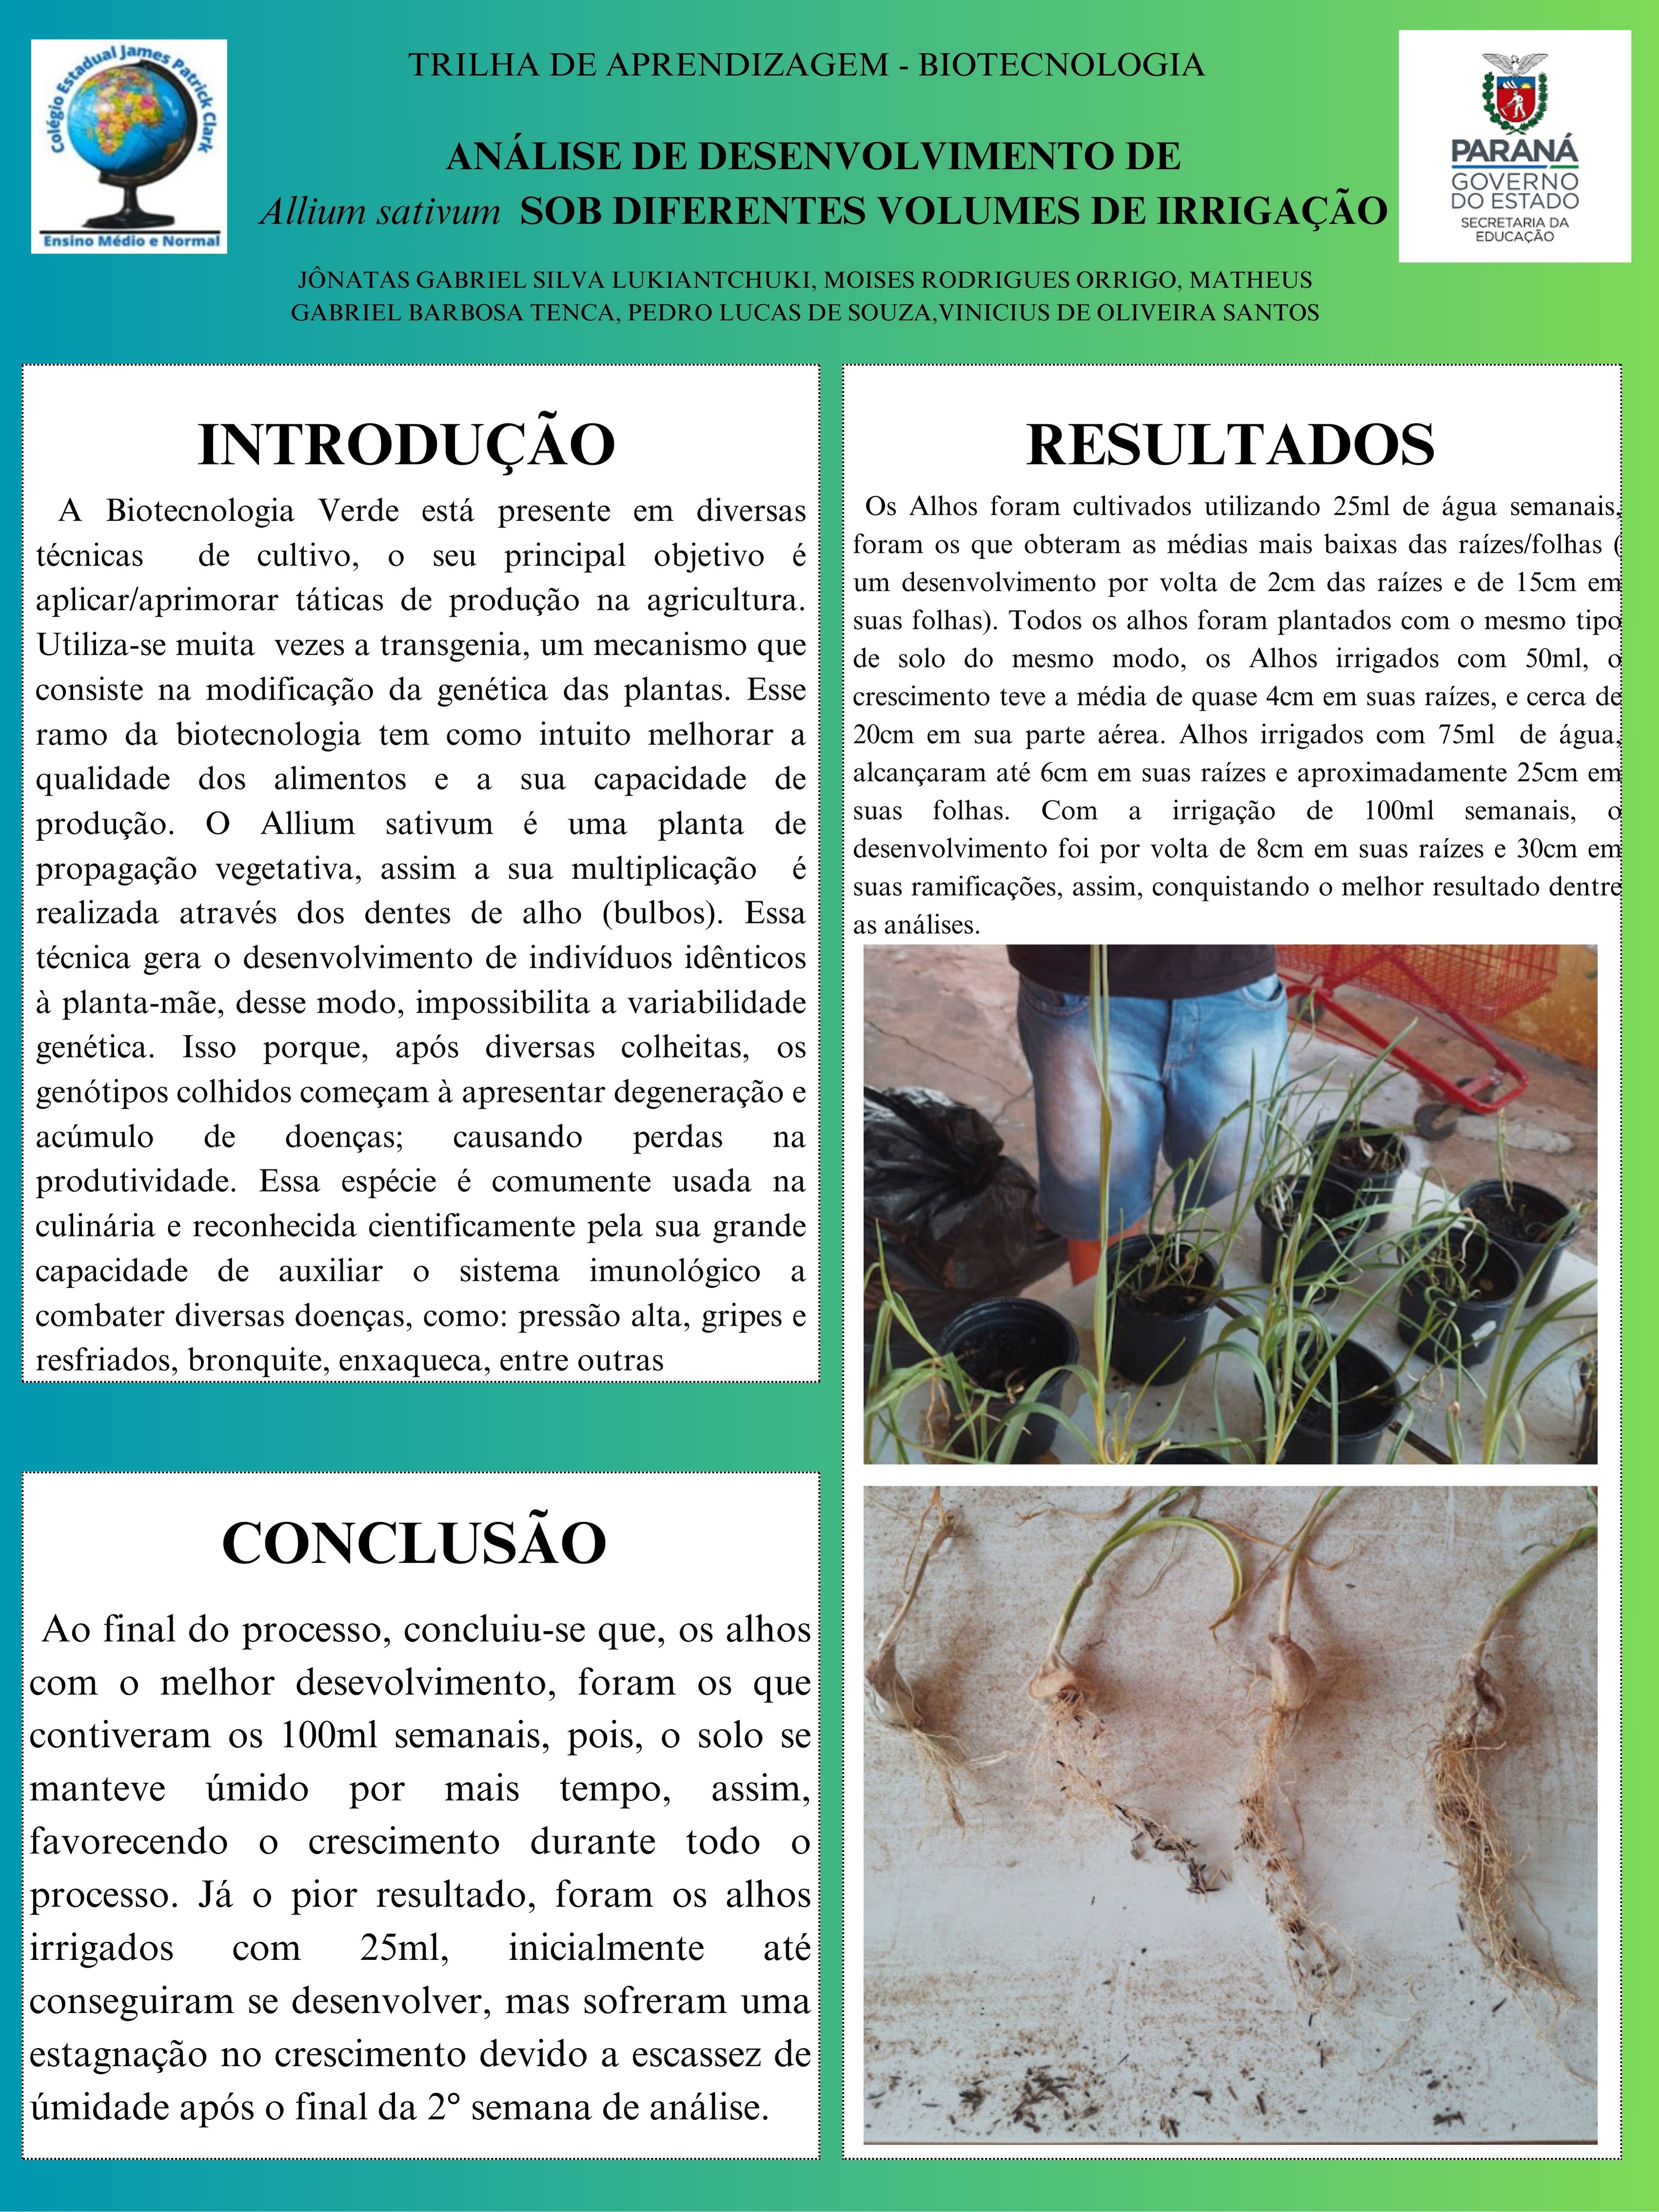 Colégio Estadual James Patrick Clark
Ensino Médio e Normal
TRILHA DE APRENDIZAGEM - BIOTECNOLOGIA
ANÁLISE DE DESENVOLVIMENTO DE
Allium sativum SOB DIFERENTES VOLUMES DE IRRIGAÇÃO
JÔNATAS GABRIEL SILVA LUKIANTCHUKI, MOISES RODRIGUES ORRIGO, MATHEUS
GABRIEL BARBOSA TENCA, PEDRO LUCAS DE SOUZA,VINICIUS DE OLIVEIRA SANTOS
PARANÁ
GOVERNO
DO ESTADO
SECRETARIA DA
EDUCAÇÃO
INTRODUÇÃO
A Biotecnologia Verde está presente em diversas
técnicas de cultivo, o seu principal objetivo é
aplicar/aprimorar táticas de produção na agricultura.
Utiliza-se muita vezes a transgenia, um mecanismo que
consiste na modificação da genética das plantas. Esse
ramo da biotecnologia tem como intuito melhorar a
qualidade dos alimentos e a sua capacidade de
produção. O Allium sativum é uma planta de
propagação vegetativa, assim a sua multiplicação é
realizada através dos dentes de alho (bulbos). Essa
técnica gera o desenvolvimento de indivíduos idênticos
à planta-mãe, desse modo, impossibilita a variabilidade
genética. Isso porque, após diversas colheitas, os
genótipos colhidos começam à apresentar degeneração e
acúmulo de doenças; causando perdas na
produtividade. Essa espécie é comumente usada na
culinária e reconhecida cientificamente pela sua grande
capacidade de auxiliar o sistema imunológico a
combater diversas doenças, como: pressão alta, gripes e
resfriados, bronquite, enxaqueca, entre outras
CONCLUSÃO
Ao final do processo, concluiu-se que, os alhos
com o melhor desevolvimento, foram os que
contiveram os 100ml semanais, pois, o solo se
manteve úmido por mais tempo, assim,
favorecendo o crescimento durante todo o
processo. Já o pior resultado, foram os alhos
irrigados com 25ml, inicialmente até
conseguiram se desenvolver, mas sofreram uma
estagnação no crescimento devido a escassez de
úmidade após o final da 2° semana de análise.
RESULTADOS
Os Alhos foram cultivados utilizando 25ml de água semanais,
foram os que obteram as médias mais baixas das raízes/folhas (
um desenvolvimento por volta de 2cm das raízes e de 15cm em
suas folhas). Todos os alhos foram plantados com o mesmo tipo
de solo do mesmo modo, os Alhos irrigados com 50ml, o
crescimento teve a média de quase 4cm em suas raízes, e cerca de
20cm em sua parte aérea. Alhos irrigados com 75ml de água,
alcançaram até 6cm em suas raízes e aproximadamente 25cm em
suas folhas. Com a irrigação de 100ml semanais, o
desenvolvimento foi por volta de 8cm em suas raízes e 30cm em
suas ramificações, assim, conquistando o melhor resultado dentre
as análises.